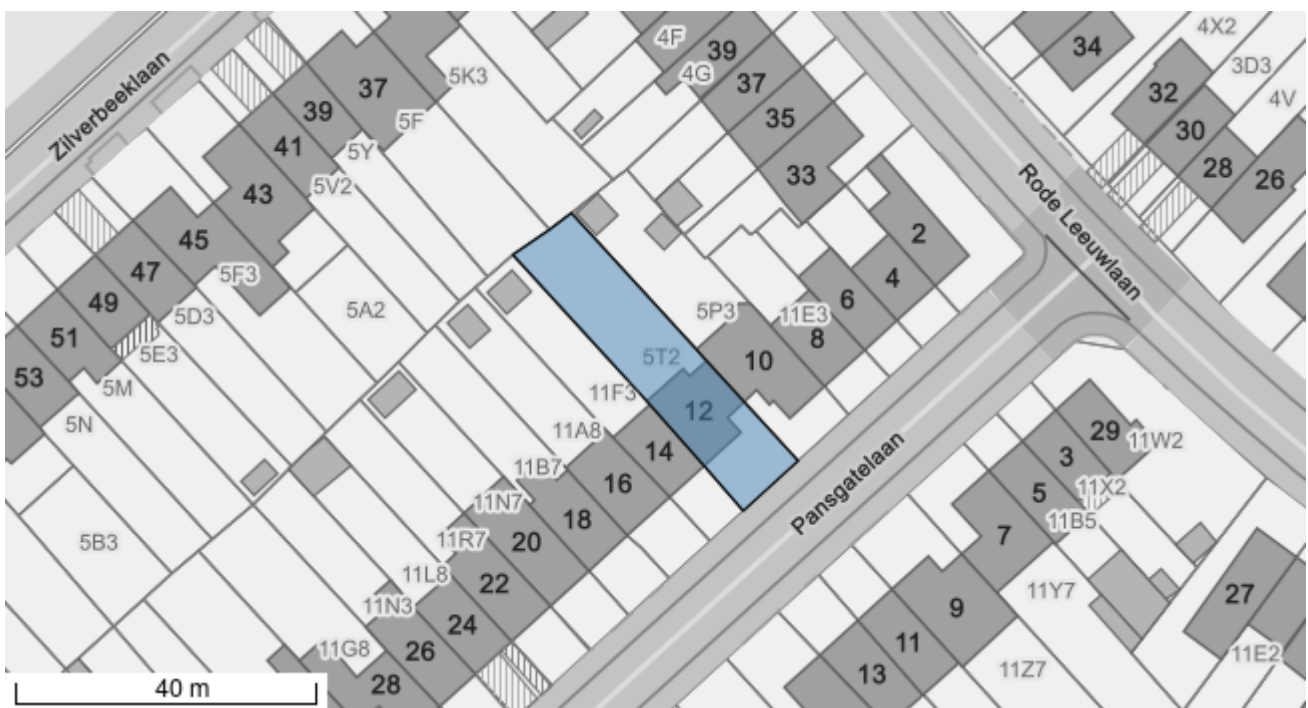 4X2
34
3D3
4V
32
30
28
26
4F
39
4G
37
35
33
Rode Leeuwlaan
Zilverbeeklaan
37
5K3
39
5F
41
5Y
43
5V2
45
5F3
47
5D3
49
5E3
51
5M
53
5N
5A2
5B3
2
4
6
11E3
8
5P3
10
5T2
12
11F3
14
11A8
16
11B7
18
11N7
20
11R7
22
11L8
24
11N3
26
11G8
28
Pansgatelaan
29
11W2
3
11X2
5
11B5
7
11Y7
9
11
13
11Z7
27
11E2
40 m